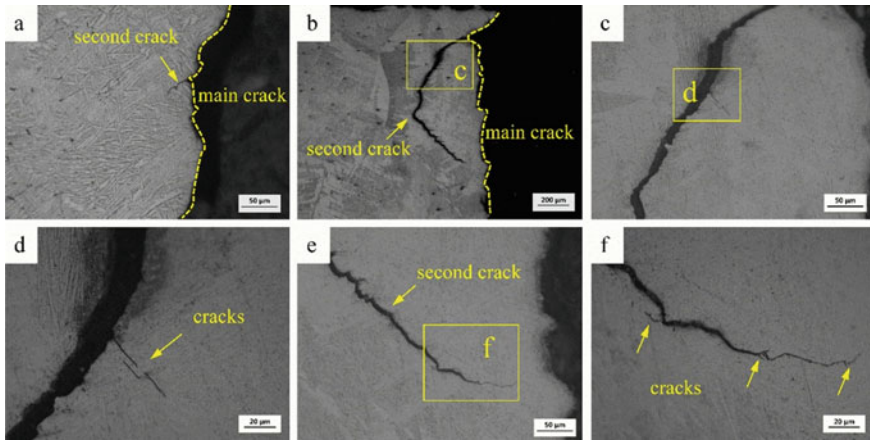 a
second crack
main crack
50 μm
b
c
second crack
main crack
200 μm
c
d
50 μm
d
cracks
20 μm
e
second crack
f
50 μm
f
cracks
20 μm